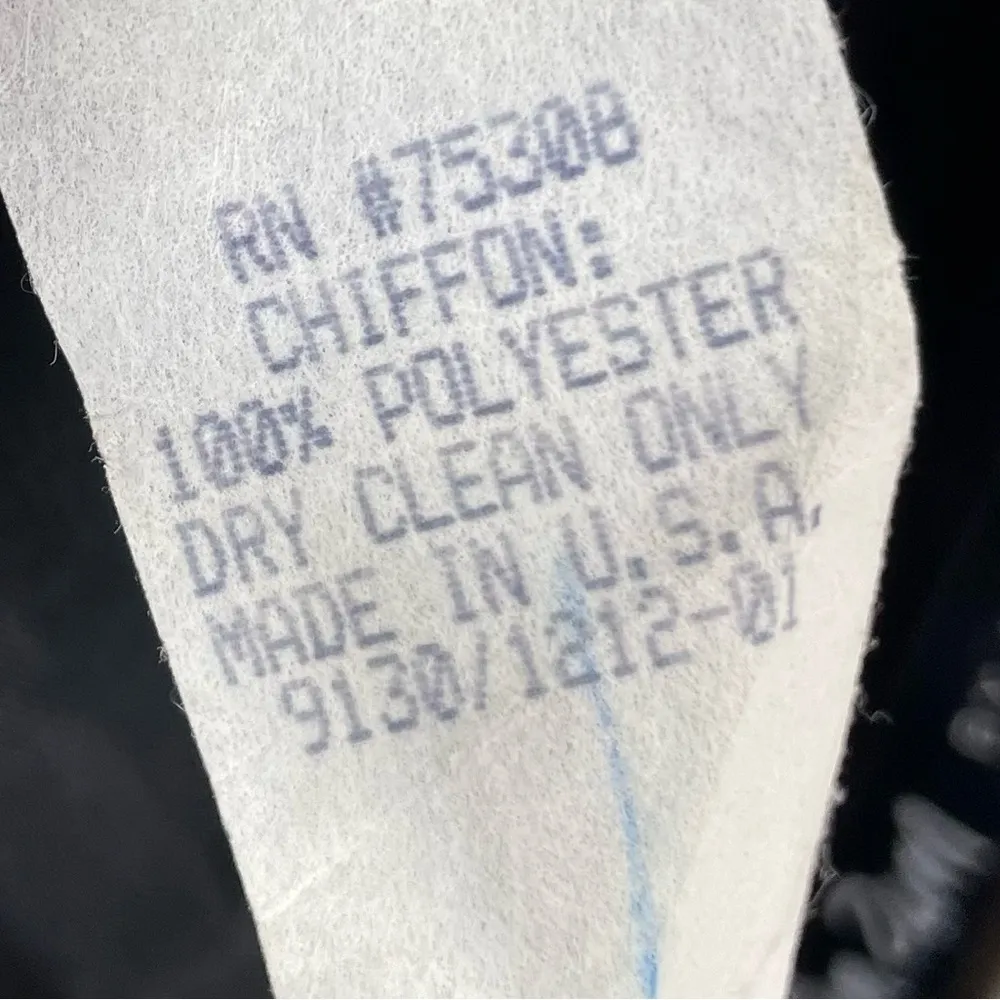 RN #75308
CHIFFON:
100% POLYESTER
DRY CLEAN ONLY
MADE IN U.S.A.
9130/1212-01